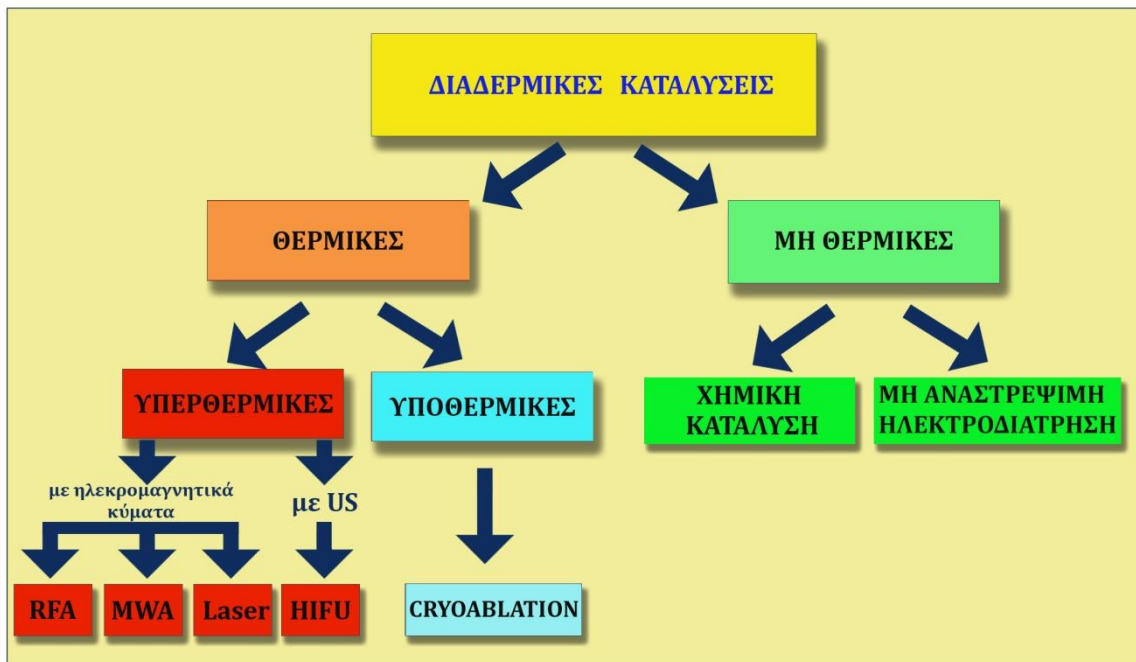 ΔΙΑΔΕΡΜΙΚΕΣ ΚΑΤΑΛΥΣΕΙΣ
ΘΕΡΜΙΚΕΣ
ΜΗ ΘΕΡΜΙΚΕΣ
ΥΠΕΡΘΕΡΜΙΚΕΣ
ΥΠΟΘΕΡΜΙΚΕΣ
ΧΗΜΙΚΗ
ΚΑΤΑΛΥΣΗ
ΜΗ ΑΝΑΣΤΡΕΨΙΜΗ
ΗΛΕΚΤΡΟΔΙΑΤΡΗΣΗ
με ηλεκρομαγνητικά
κύματα
με US
RFA
MWA
Laser
HIFU
CRYOABLATION